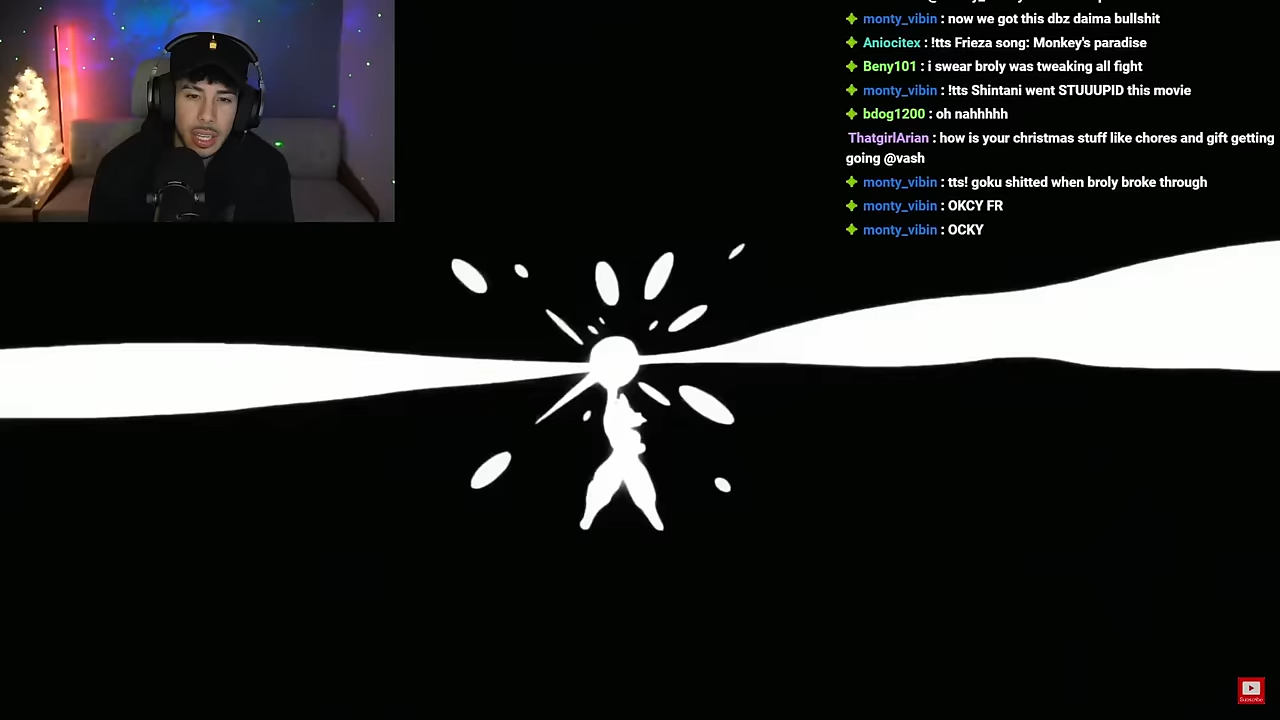 monty_vibin : now we got this dbz daima bullshit
Aniocitex : !tts Frieza song: Monkey's paradise
Beny101 : i swear broly was tweaking all fight
monty_vibin : !tts Shintani went STUUUPID this movie
bdog1200 : oh nahhhhh
ThatgirlArian : how is your christmas stuff like chores and gift getting
going @vash
monty_vibin : tts! goku shitted when broly broke through
monty_vibin : OKCY FR
monty_vibin : OCKY
Subscribe